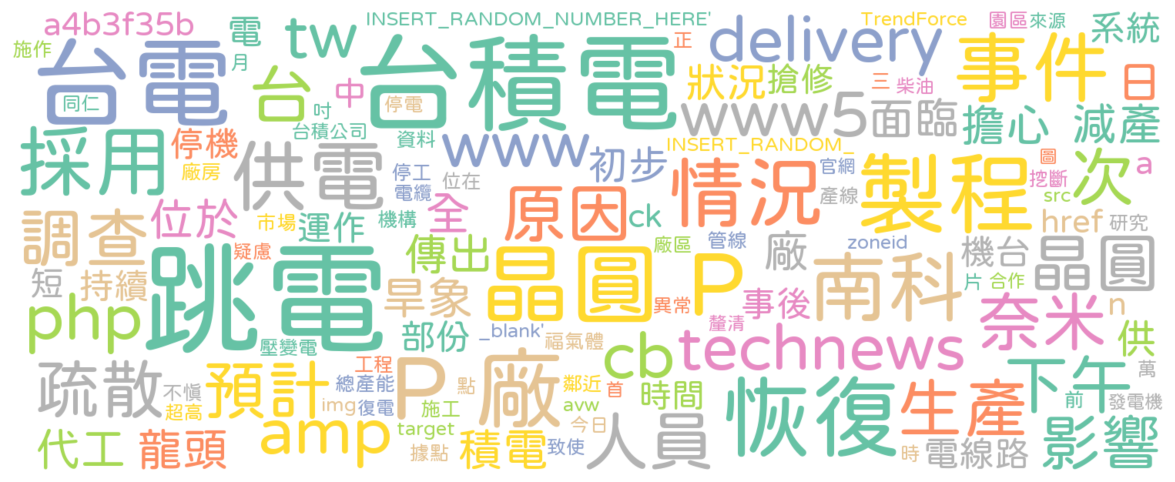 a4b3f35b
電
tw
INSERT_RANDOM_NUMBER_HERE'
TrendForce
園區
來源
系統
施作
台電
月
台
中
台積電
正
delivery
事件
日
同仁
停電
吋
台積公司
資料
狀況
搶修
三
柴油
www
5
面臨
擔心
減產
採用
停機
廠房
供電
停工
電纜
www
位在
初步
INSERT_RANDOM_
情況
官網
產線
製程
圖
挖斷
src
次
a
調查
位於
市場
運作
機構
全
原因
ck
管線
zoneid
href
研究
疑慮
傳出
廠區
廠
機台
晶圓
短
持續
跳電
旱象
晶圓
P
異常
事後
南科
片
合作
奈米
n
php
壓變電
部份
_blank'
福氣體
釐清
cb
technews
供
疏散
不慎
超高
預計
工程
總產能
img
復電
點
P
廠
鄰近
首
avw
時間
下午
前
萬
發電機
代工
龍頭
amp
target
施工
據點
積電
致使
今日
人員
恢復
生產
時
電線路
影響